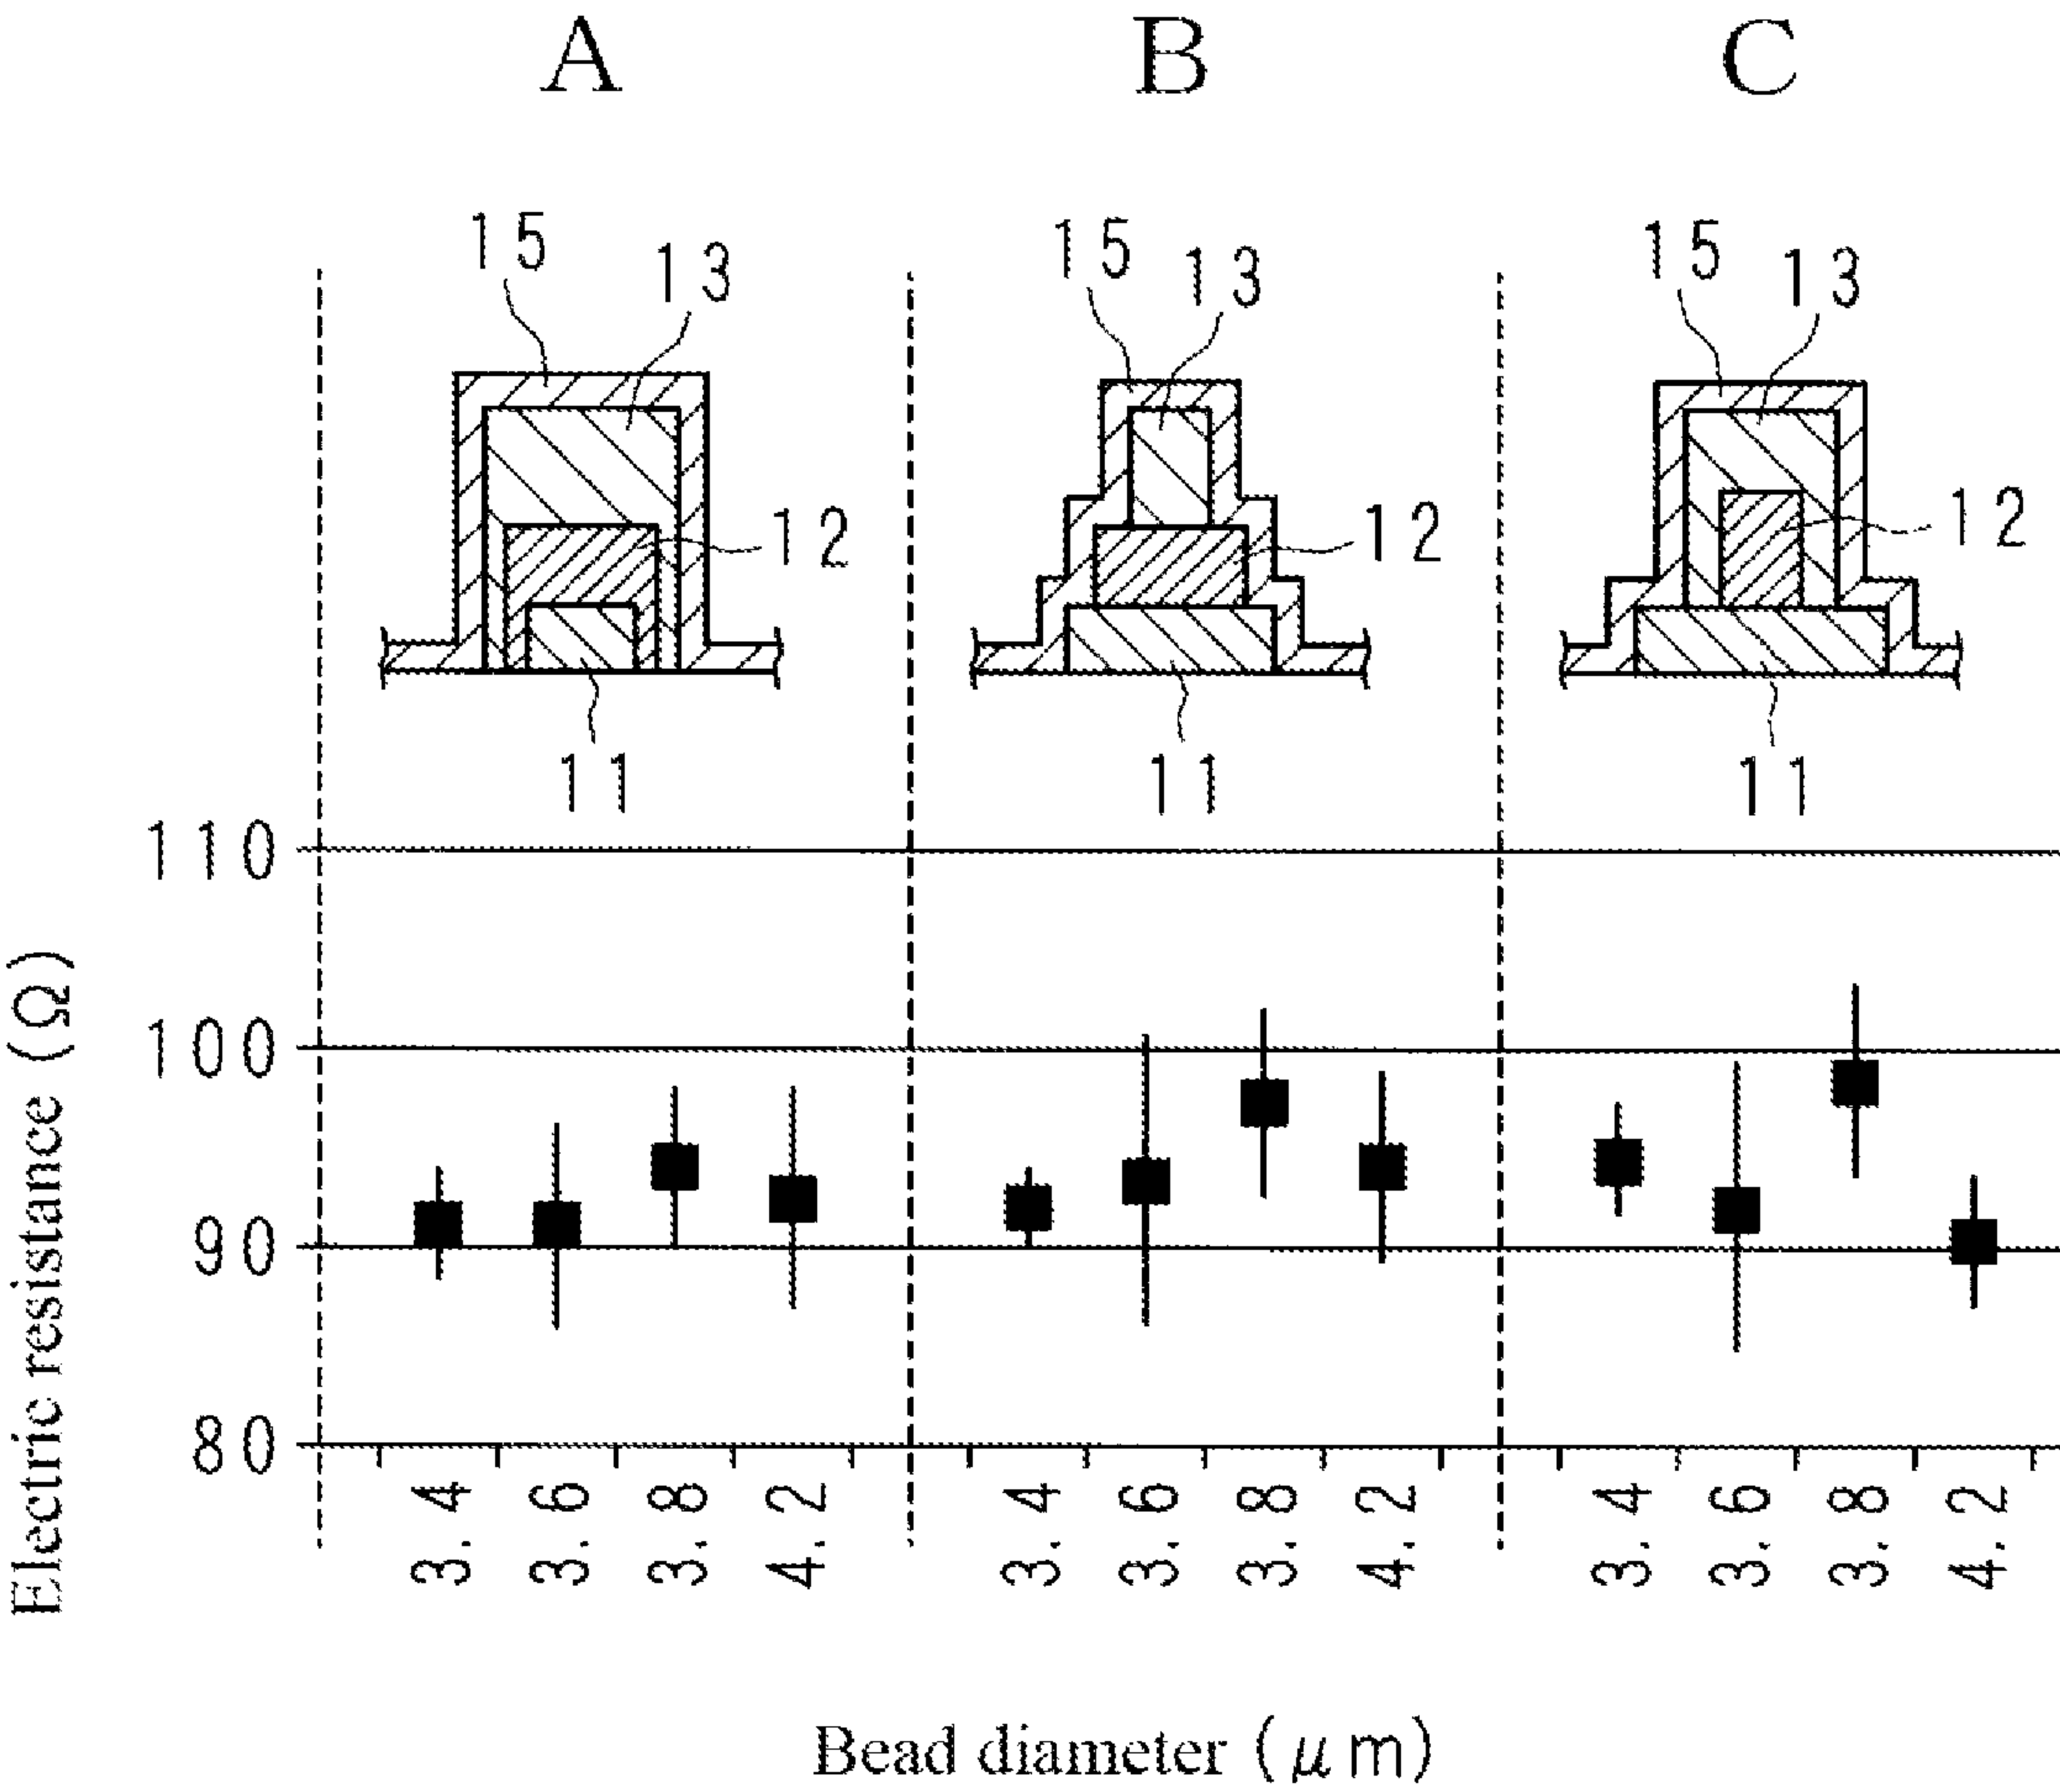 A B C
15 13 15 13 15 13
12 12 12
11 11 11
110
100
90
80
Electric resistance (Ω)
3.4 3.6 3.8 4.2 3.4 3.6 3.8 4.2 3.4 3.6 3.8 4.2
Bead diameter (μm)